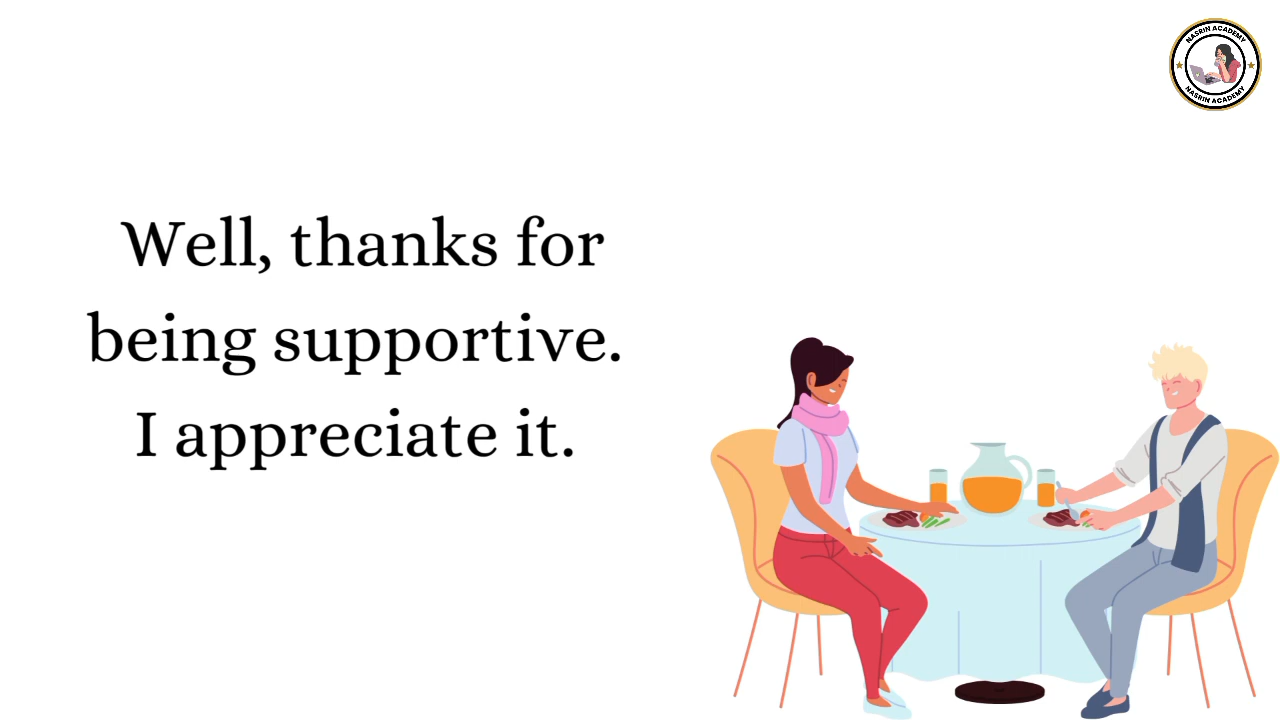 NASRIN ACADEMY
NASRIN ACADEMY
Well, thanks for
being supportive.
I appreciate it.